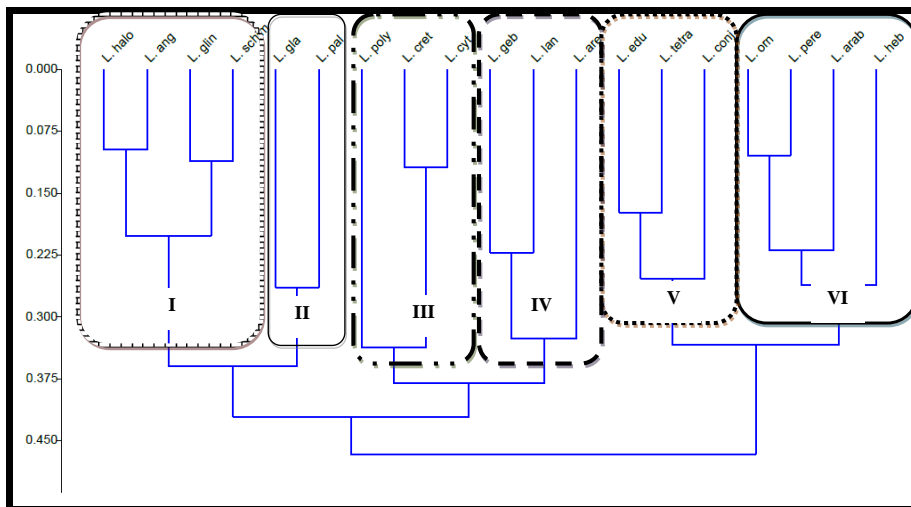 L. halo
L. ang
L. glin
L. gla
L. pal
L. poly
L. cret
L. geb
L. lan
L. edu
L. tetra
L. orn
L. pere
L. arab
L. heb
0.000
0.075
0.150
0.225
0.300
0.375
0.450
I
II
III
IV
V
VI